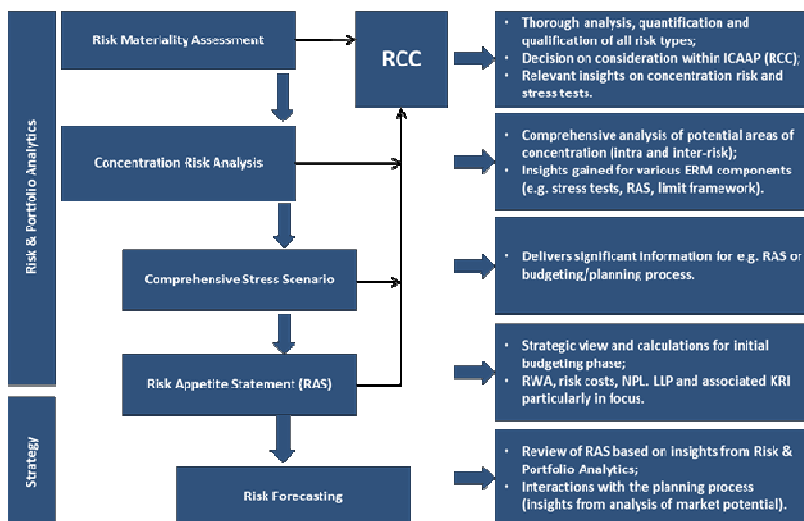 Risk & Portfolio Analytics
Strategy
Risk Materiality Assessment
RCC
Concentration Risk Analysis
Comprehensive Stress Scenario
Risk Appetite Statement (RAS)
Risk Forecasting
• Thorough analysis, quantification and
qualification of all risk types;
• Decision on consideration within ICAAP (RCC);
• Relevant insights on concentration risk and
stress tests.
• Comprehensive analysis of potential areas of
concentration (intra and inter-risk);
• Insights gained for various ERM components
(e.g. stress tests, RAS, limit framework).
• Delivers significant information for e.g. RAS or
budgeting/planning process.
• Strategic view and calculations for initial
budgeting phase;
• RWA, risk costs, NPL. LLP and associated KRI
particularly in focus.
• Review of RAS based on insights from Risk &
Portfolio Analytics;
• Interactions with the planning process
(insights from analysis of market potential).